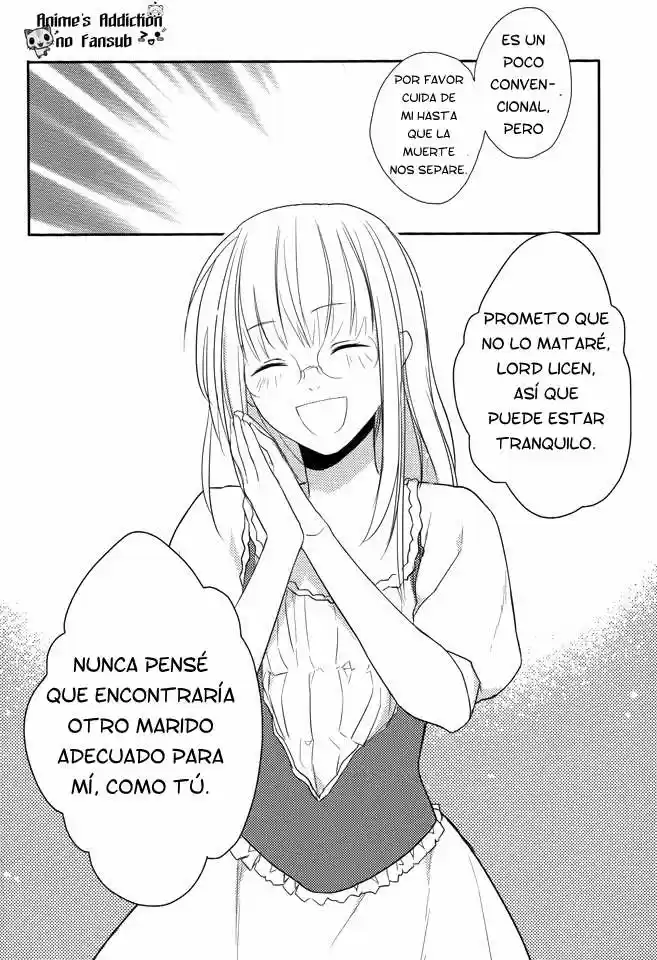 Anime's Addiction
no Fansub
ES UN
POCO
CONVEN-
CIONAL,
PERO
POR FAVOR
CUIDA DE
MI HASTA
QUE LA
MUERTE
NOS SEPARE.
PROMETO QUE
NO LO MATARÉ,
LORD LICEN,
ASÍ QUE
PUEDE ESTAR
TRANQUILO.
NUNCA PENSÉ
QUE ENCONTRARÍA
OTRO MARIDO
ADECUADO PARA
MÍ, COMO TÚ.